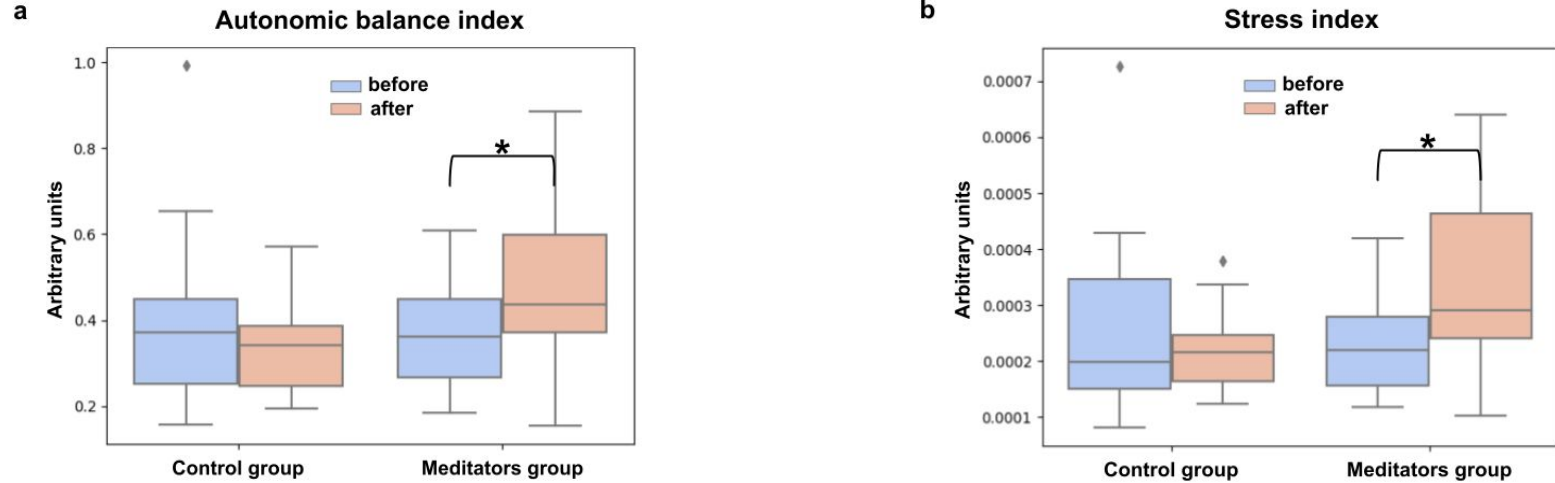 a
Autonomic balance index
1.0
0.8
0.6
0.4
0.2
Arbitrary units
before
after
*
Control group
Meditators group
b
Stress index
0.0007
0.0006
0.0005
0.0004
0.0003
0.0002
0.0001
Arbitrary units
before
after
*
Control group
Meditators group